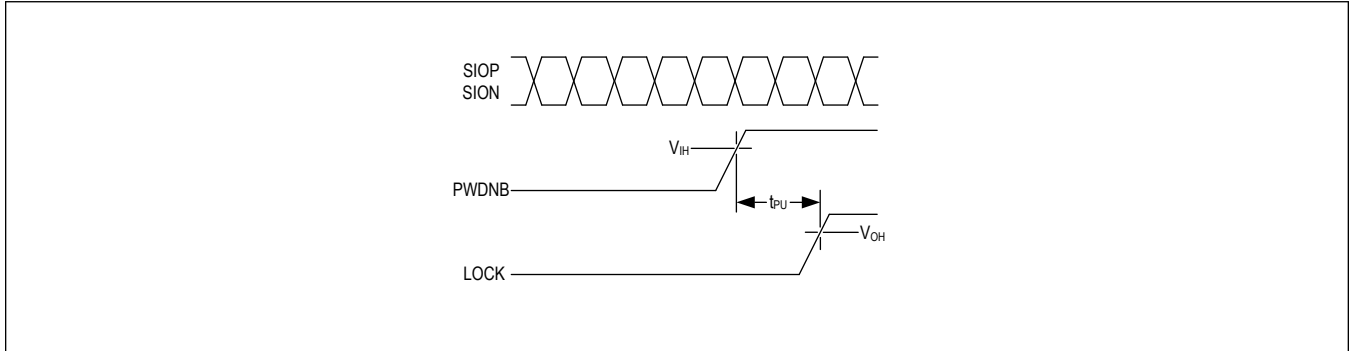 SIOP
SION
VIH
PWDNB
tPU
VOH
LOCK